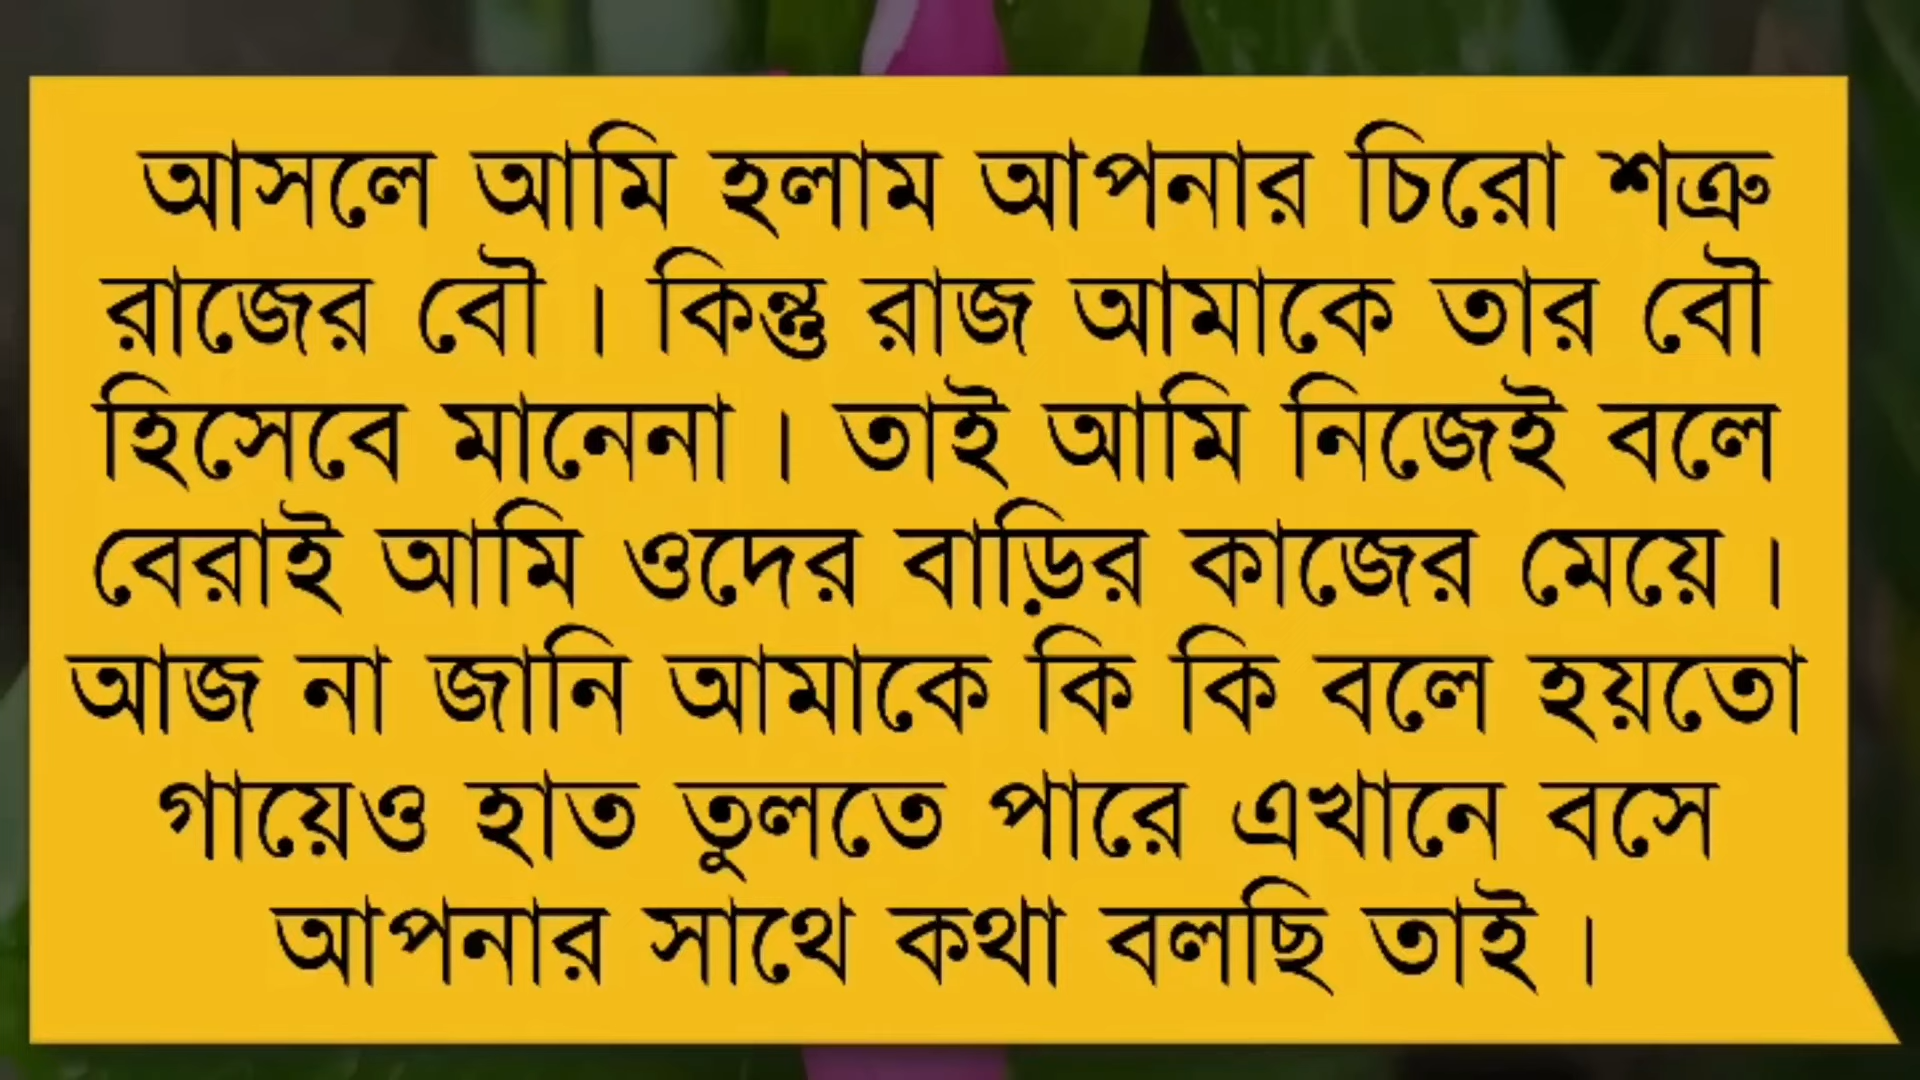 আসলে আমি হলাম আপনার চিরো শত্রু
রাজের বৌ । কিন্তু রাজ আমাকে তার বৌ
হিসেবে মানেনা । তাই আমি নিজেই বলে
বেরাই আমি ওদের বাড়ির কাজের মেয়ে ।
আজ না জানি আমাকে কি কি বলে হয়তো
গায়েও হাত তুলতে পারে এখানে বসে
আপনার সাথে কথা বলছি তাই ।